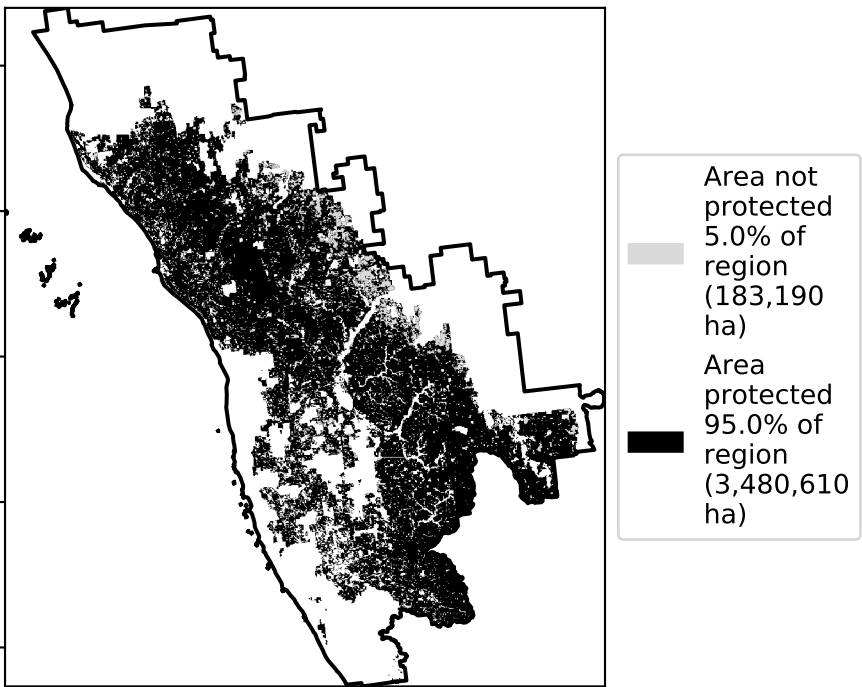 Area not
protected
5.0% of
region
(183,190
ha)
Area
protected
95.0% of
region
(3,480,610
ha)